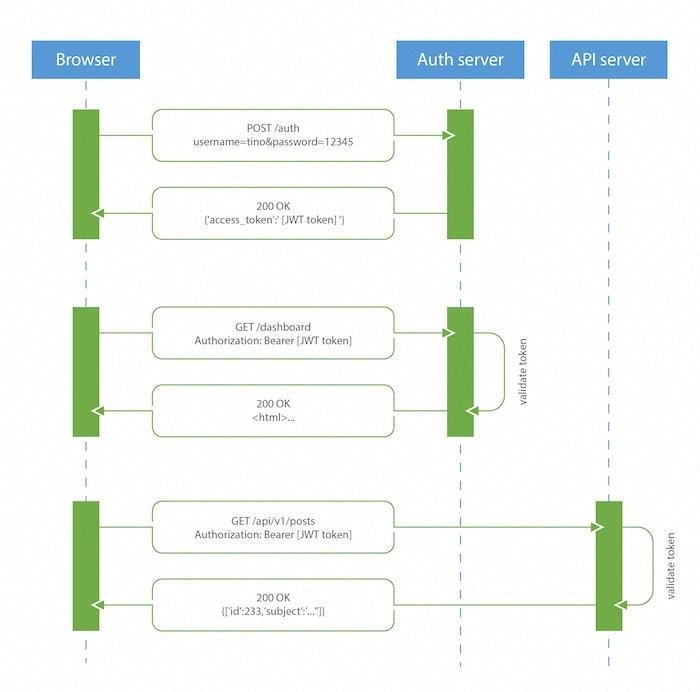 Browser
Auth server
API server
POST /auth
username=tino&password=12345
200 OK
{'access_token':' [JWT token] '}
GET /dashboard
Authorization: Bearer [JWT token]
validate token
200 OK
<html>...
GET /api/v1/posts
Authorization: Bearer [JWT token]
validate token
200 OK
{['id':233,'subject':'...'']}